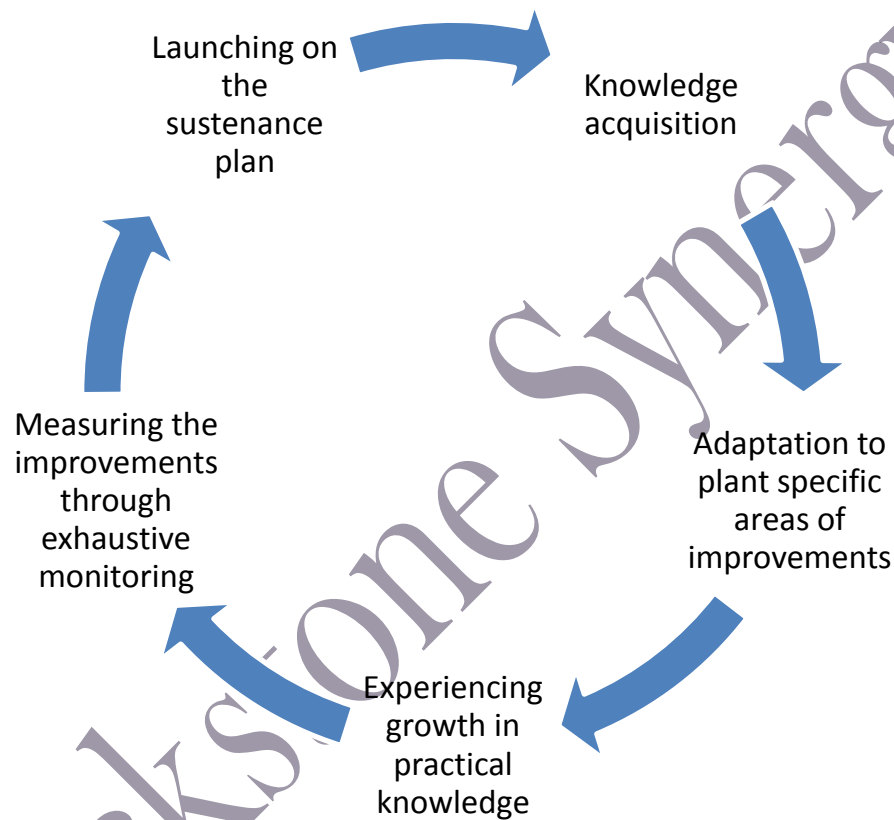 Launching on
the
sustenance
plan
Knowledge
acquisition
Adaptation to
plant specific
areas of
improvements
Experiencing
growth in
practical
knowledge
Measuring the
improvements
through
exhaustive
monitoring